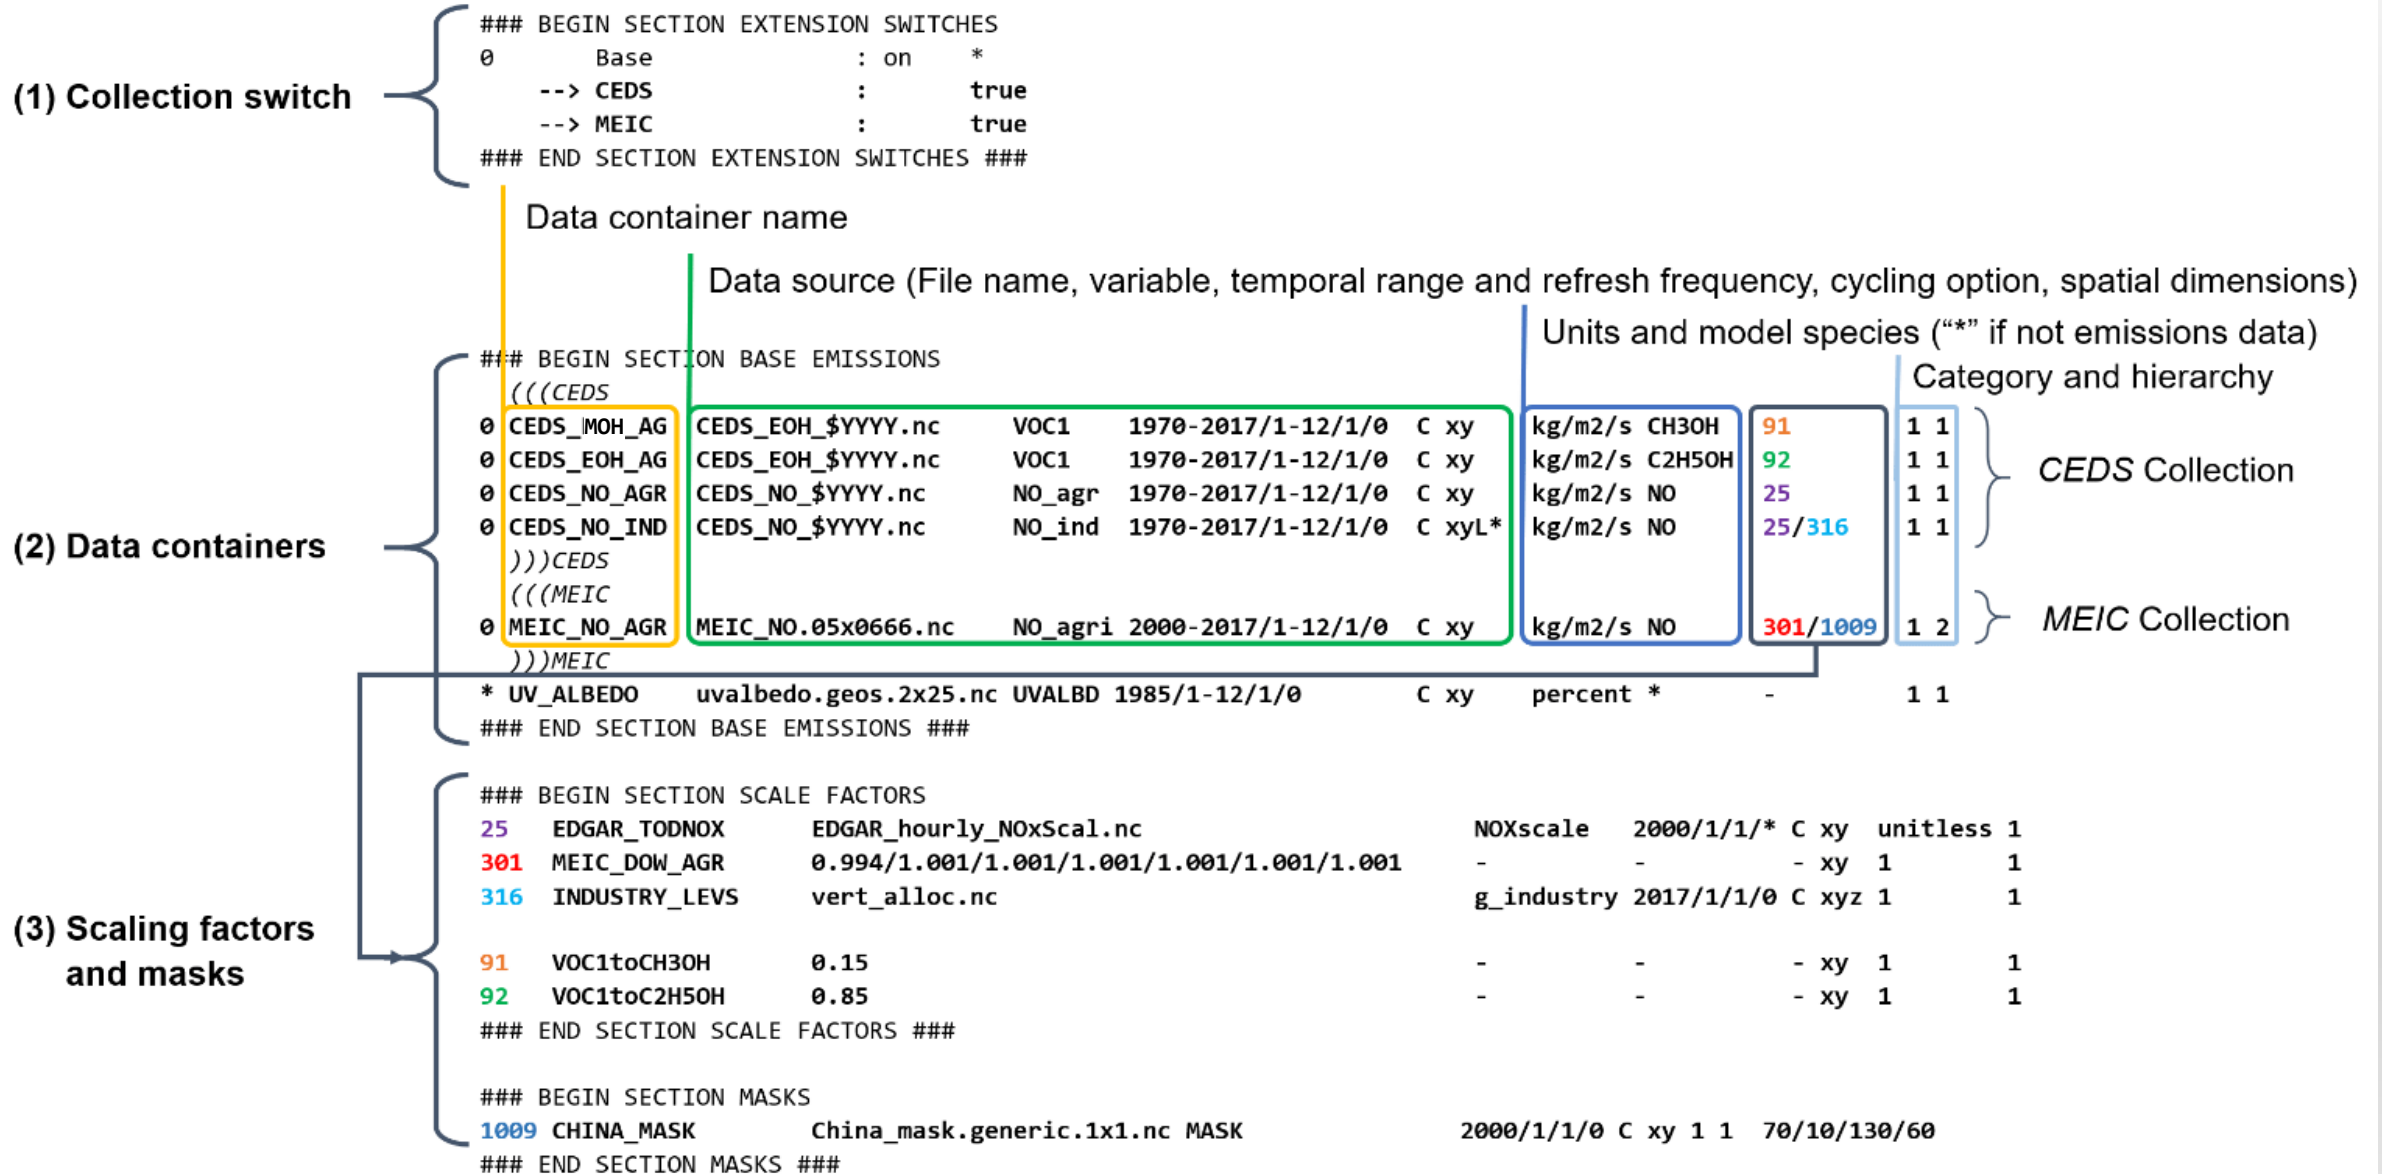 ### BEGIN SECTION EXTENSION SWITCHES
0 Base : on *
--> CEDS : true
(1) Collection switch
--> MEIC : true
### END SECTION EXTENSION SWITCHES ###
Data container name
Data source (File name, variable, temporal range and refresh frequency, cycling option, spatial dimensions)
Units and model species (“*” if not emissions data)
### BEGIN SECTION BASE EMISSIONS
Category and hierarchy
(((CEDS
0 CEDS_MOH_AG CEDS_EOH_$YYYY.nc VOC1 1970-2017/1-12/1/0 C xy kg/m2/s CH3OH 91 1 1
0 CEDS_EOH_AG CEDS_EOH_$YYYY.nc VOC1 1970-2017/1-12/1/0 C xy kg/m2/s C2H5OH 92 1 1
CEDS Collection
0 CEDS_NO_AGR CEDS_NO_$YYYY.nc NO_agr 1970-2017/1-12/1/0 C xy kg/m2/s NO 25 1 1
0 CEDS_NO_IND CEDS_NO_$YYYY.nc NO_ind 1970-2017/1-12/1/0 C xyL* kg/m2/s NO 25/316 1 1
(2) Data containers
)))CEDS
(((MEIC
0 MEIC_NO_AGR MEIC_NO.05x0666.nc NO_agri 2000-2017/1-12/1/0 C xy kg/m2/s NO 301/1009 1 2
MEIC Collection
)))MEIC
* UV_ALBEDO uvalbedo.geos.2x25.nc UVALBD 1985/1-12/1/0 C xy percent * - 1 1
### END SECTION BASE EMISSIONS ###
### BEGIN SECTION SCALE FACTORS
25 EDGAR_TODNOX EDGAR_hourly_NOxScal.nc NOXscale 2000/1/1/* C xy unitless 1
301 MEIC_DOW_AGR 0.994/1.001/1.001/1.001/1.001/1.001/1.001 - - - xy 1 1
316 INDUSTRY_LEVS vert_alloc.nc g_industry 2017/1/1/0 C xyz 1 1
(3) Scaling factors
and masks
91 VOC1toCH3OH 0.15 - - - xy 1 1
92 VOC1toC2H5OH 0.85 - - - xy 1 1
### END SECTION SCALE FACTORS ###
### BEGIN SECTION MASKS
1009 CHINA_MASK China_mask.generic.1x1.nc MASK 2000/1/1/0 C xy 1 1 70/10/130/60
### END SECTION MASKS ###